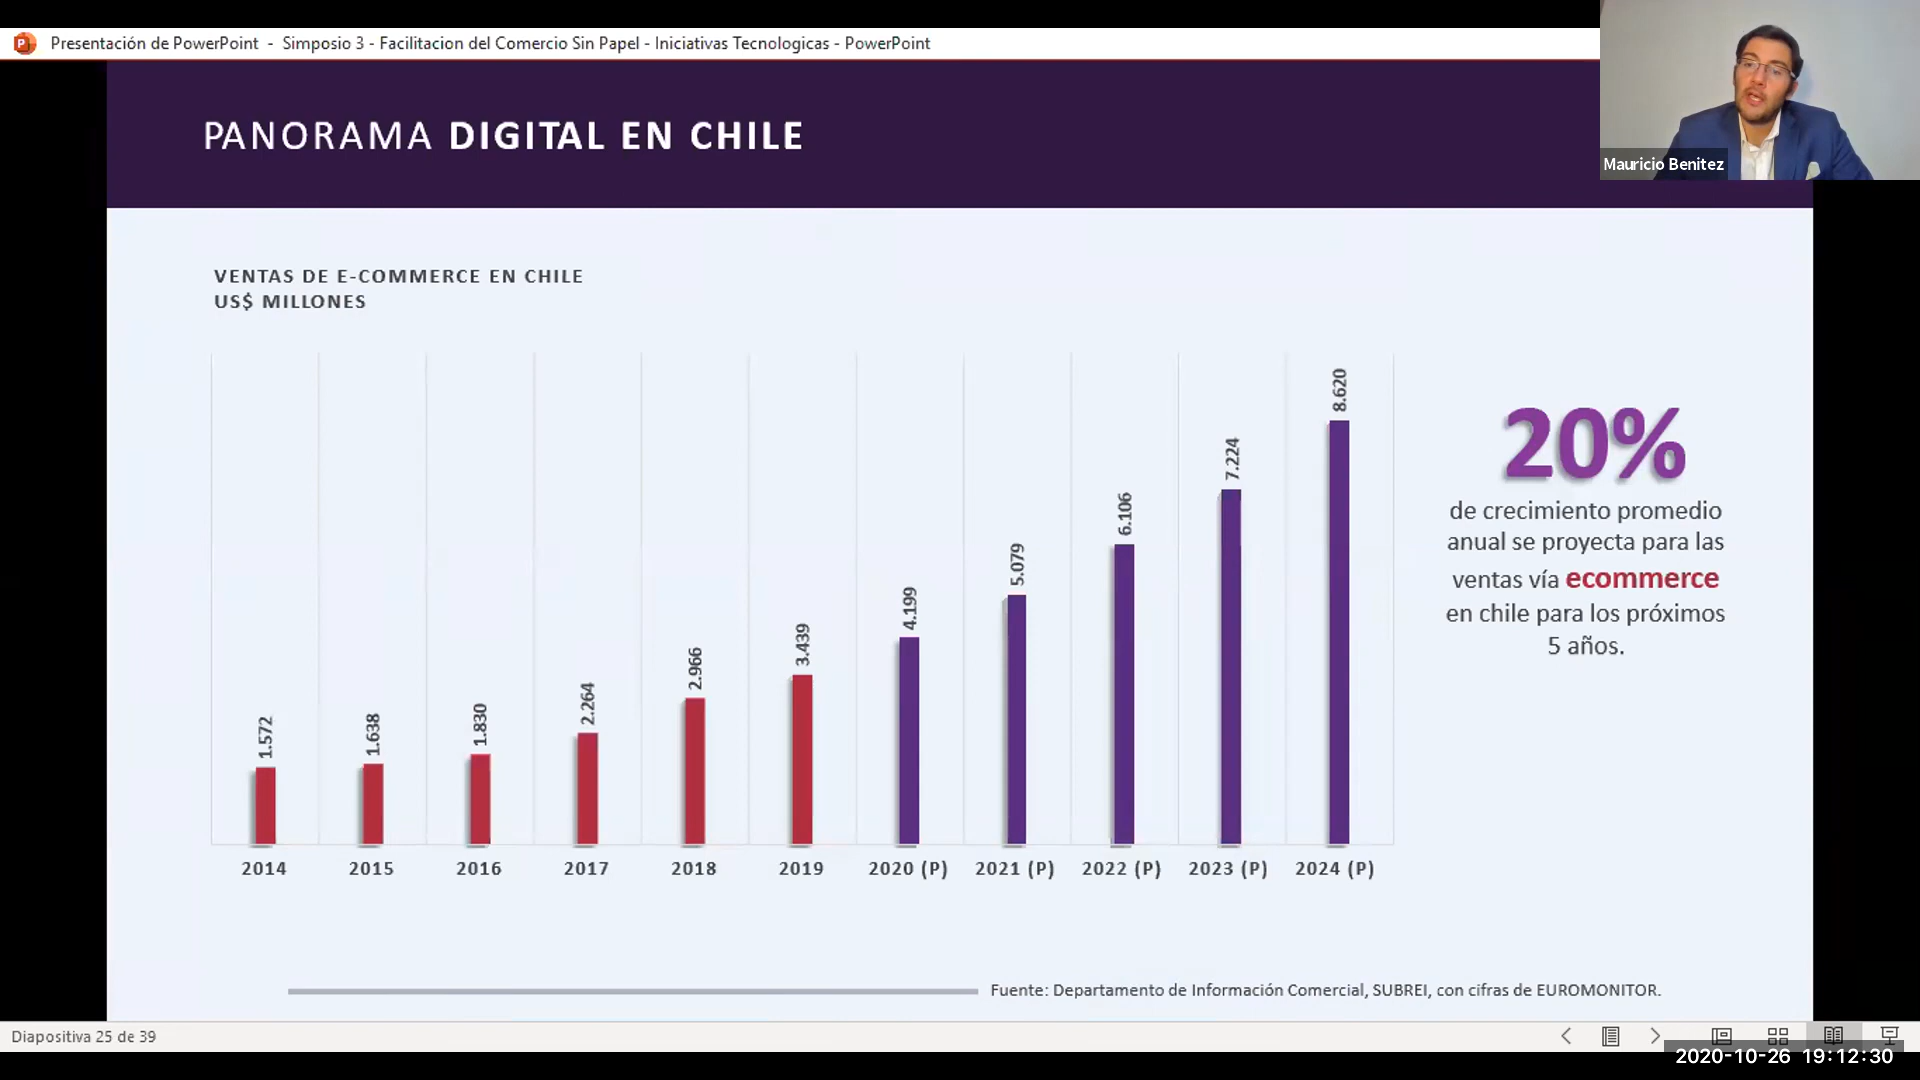 Presentación de PowerPoint - Simposio 3 - Facilitacion del Comercio Sin Papel - Iniciativas Tecnologicas - PowerPoint
Mauricio Benitez
PANORAMA DIGITAL EN CHILE
VENTAS DE E-COMMERCE EN CHILE
US$ MILLONES
1.572
1.638
1.830
2.264
2.966
3.439
4.199
5.079
6.106
7.224
8.620
2014
2015
2016
2017
2018
2019
2020 (P)
2021 (P)
2022 (P)
2023 (P)
2024 (P)
20%
de crecimiento promedio
anual se proyecta para las
ventas vía ecommerce
en chile para los próximos
5 años.
Fuente: Departamento de Información Comercial, SUBREI, con cifras de EUROMONITOR.
Diapositiva 25 de 39
2020-10-26 19:12:30